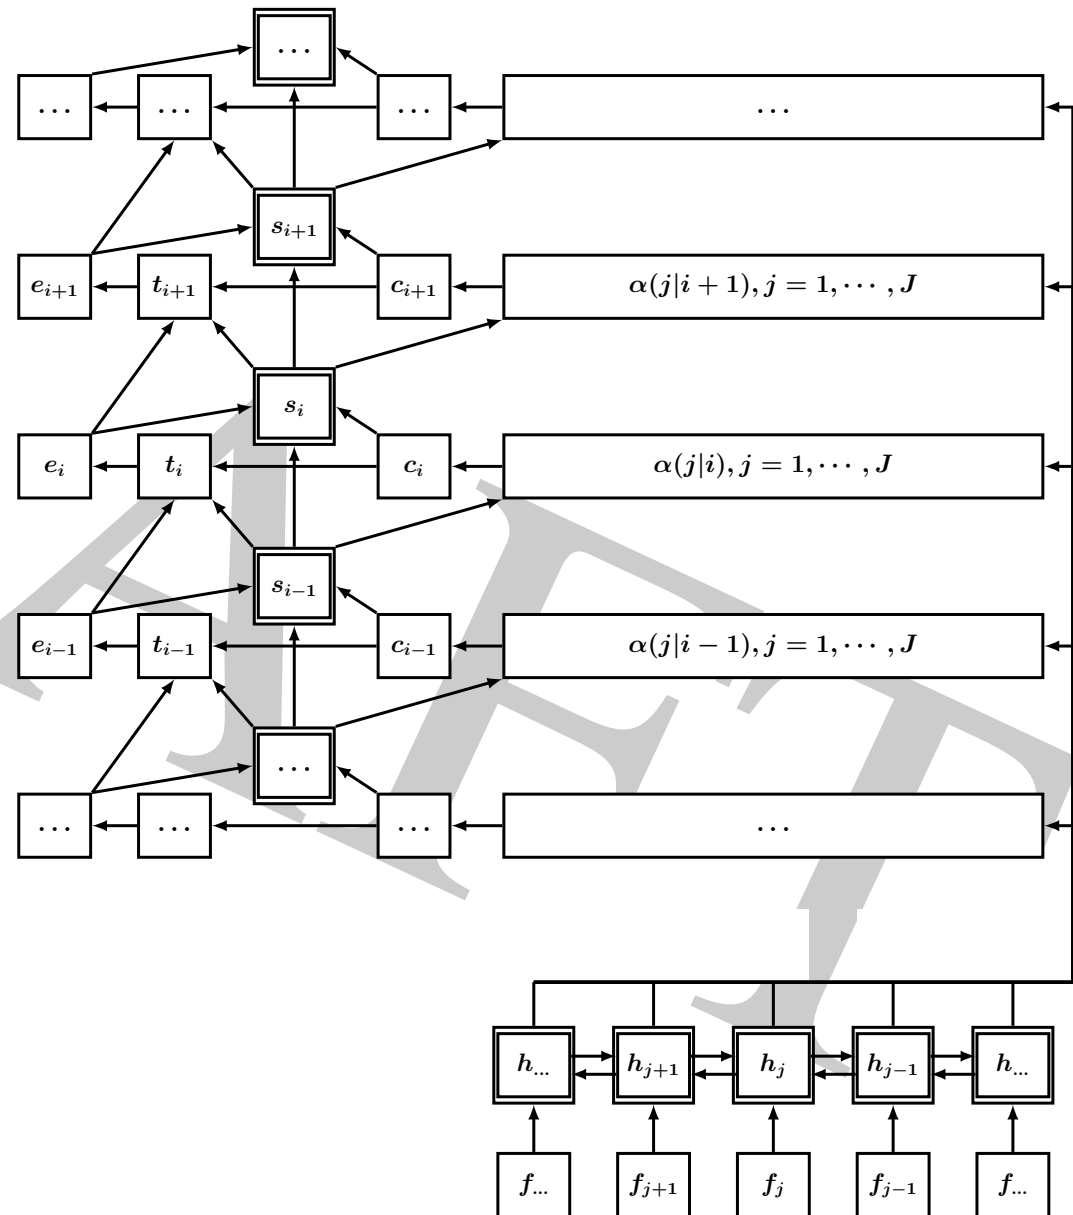 ...
... ... ... ...
s_{i+1}
e_{i+1} t_{i+1} c_{i+1} α(j|i + 1), j = 1, ··· , J
s_i
e_i t_i c_i α(j|i), j = 1, ··· , J
s_{i−1}
e_{i−1} t_{i−1} c_{i−1} α(j|i − 1), j = 1, ··· , J
...
... ... ... ...
h_{...} h_{j+1} h_j h_{j−1} h_{...}
f_{...} f_{j+1} f_j f_{j−1} f_{...}